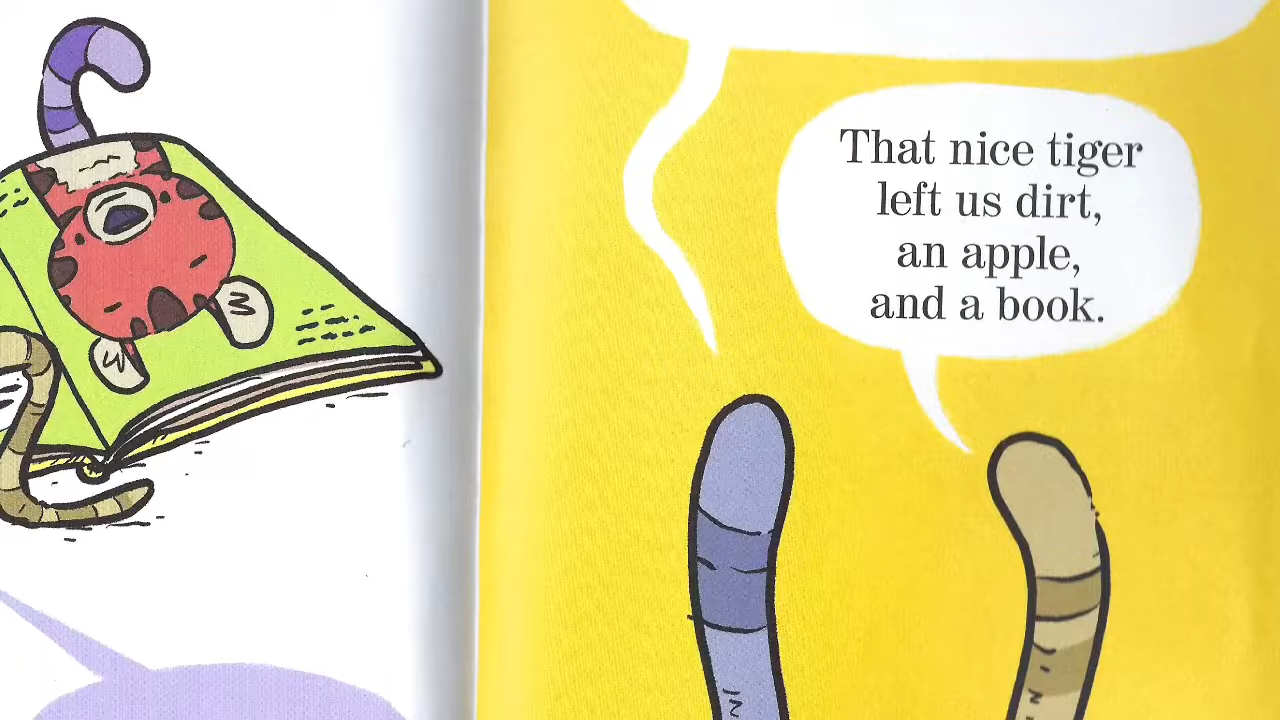 That nice tiger
left us dirt,
an apple,
and a book.